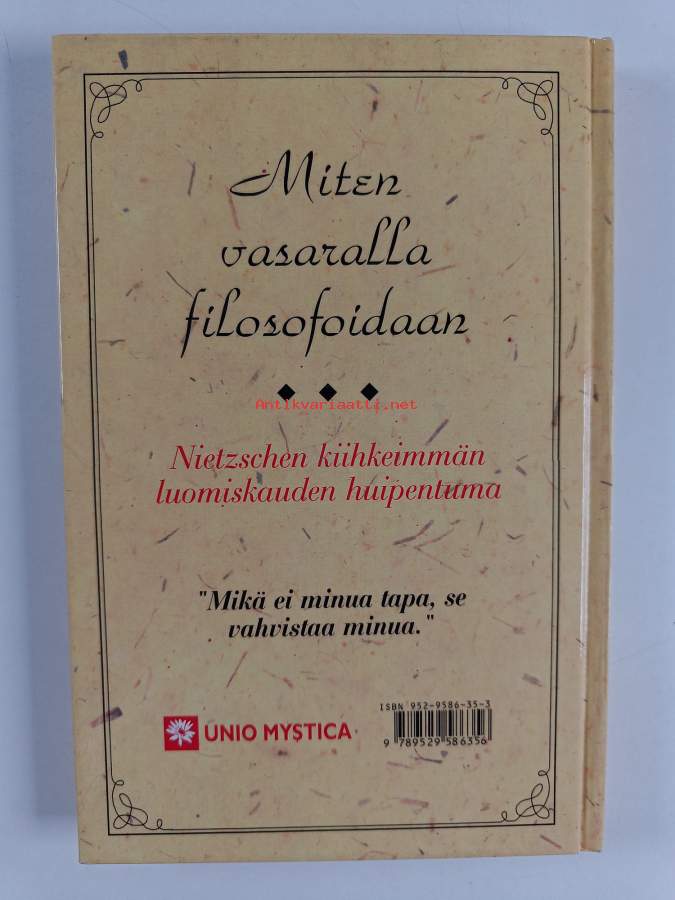 Miten
vasaralla
filosofoidaan
Antikvariaatti.net
Nietzschen kiihkeimmän
luomiskauden huipentuma
"Mikä ei minua tapa, se
vahvistaa minua."
ISBN 952-9586-35-3
UNIO MYSTICA
9 789529 586356